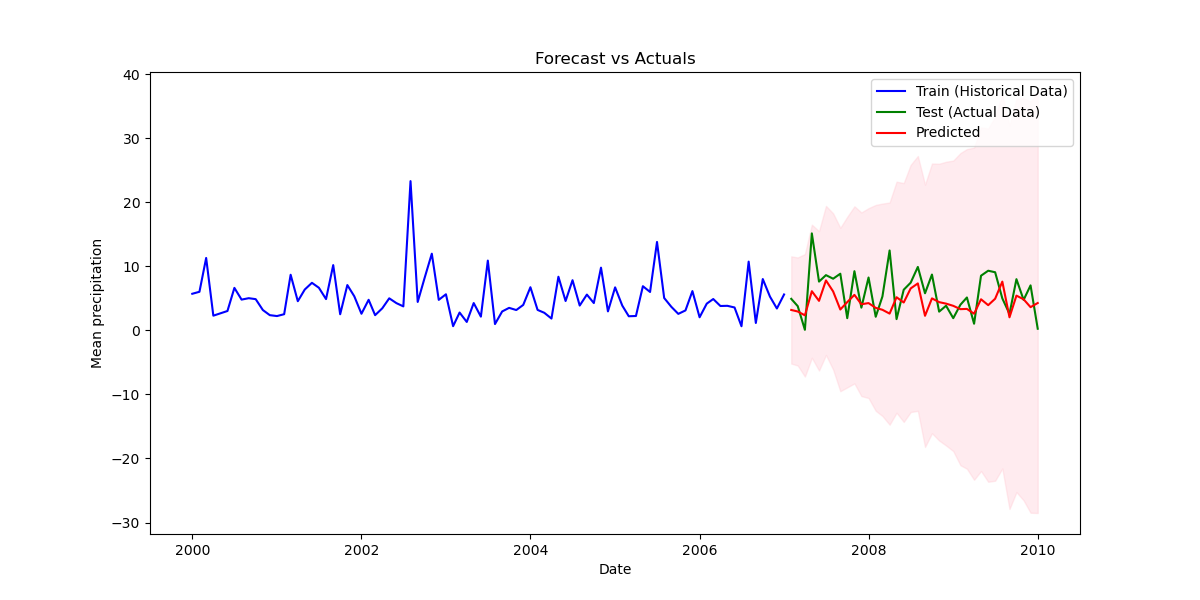 Forecast vs Actuals
Train (Historical Data)
Test (Actual Data)
Predicted
Mean precipitation
40
30
20
10
0
−10
−20
−30
2000
2002
2004
2006
2008
2010
Date